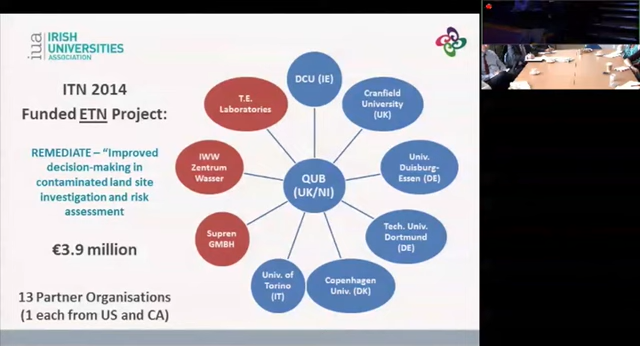 iua
IRISH
UNIVERSITIES
ASSOCIATION
ITN 2014
Funded ETN Project:
REMEDIATE – "Improved
decision-making in
contaminated land site
investigation and risk
assessment
€3.9 million
13 Partner Organisations
(1 each from US and CA)
DCU (IE)
Cranfield
University
(UK)
Univ.
Duisburg-
Essen (DE)
Tech. Univ.
Dortmund
(DE)
Copenhagen
Univ. (DK)
Univ. of
Torino
(IT)
Supren
GMBH
IWW
Zentrum
Wasser
T.E.
Laboratories
QUB
(UK/NI)